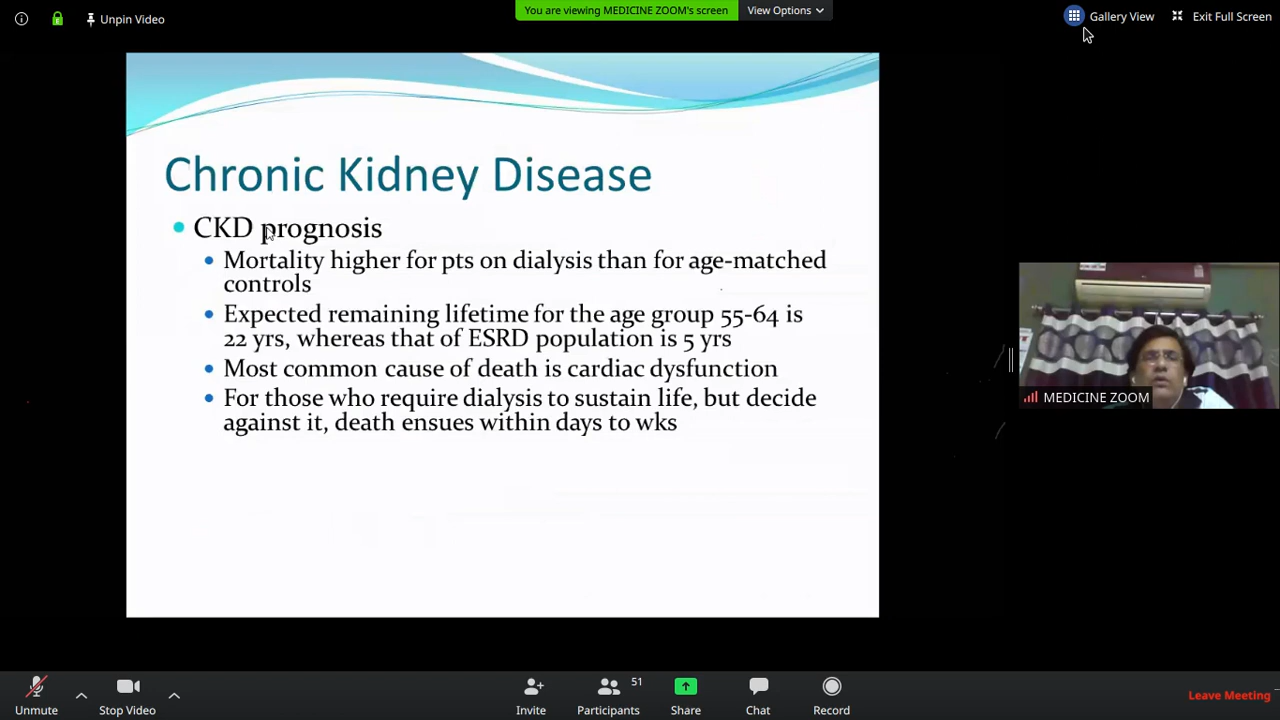 Unpin Video
You are viewing MEDICINE ZOOM's screen
View Options
Gallery View
Exit Full Screen
Chronic Kidney Disease
CKD prognosis
Mortality higher for pts on dialysis than for age-matched
controls
Expected remaining lifetime for the age group 55-64 is
22 yrs, whereas that of ESRD population is 5 yrs
Most common cause of death is cardiac dysfunction
For those who require dialysis to sustain life, but decide
against it, death ensues within days to wks
MEDICINE ZOOM
Unmute
Stop Video
Invite
Participants
51
Share
Chat
Record
Leave Meeting